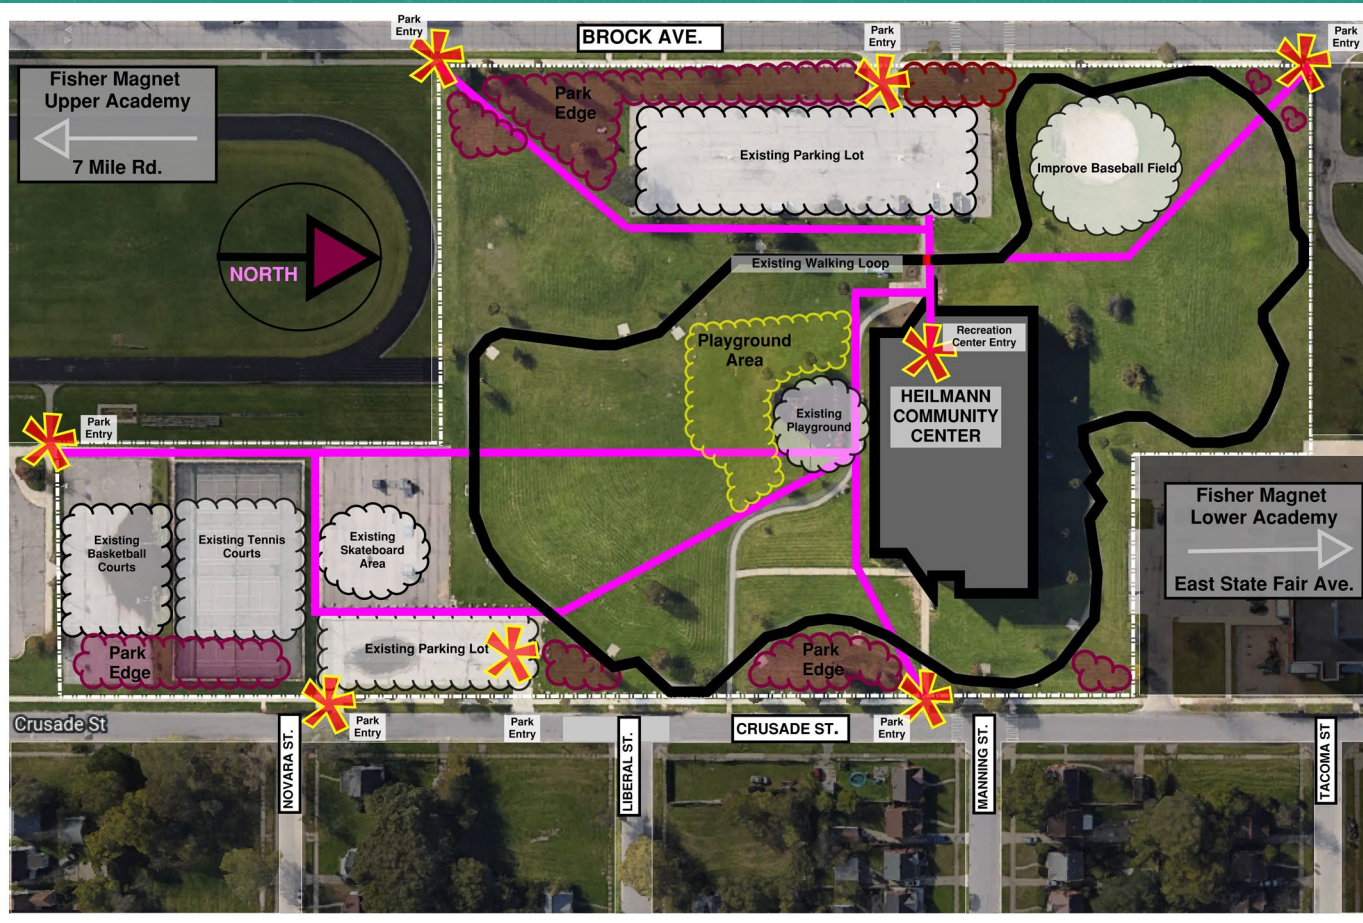 Park
Entry
BROCK AVE.
Park
Entry
Park
Entry
Fisher Magnet
Upper Academy
7 Mile Rd.
Park
Edge
Existing Parking Lot
Improve Baseball Field
NORTH
Existing Walking Loop
Playground
Area
Recreation
Center Entry
HEILMANN
COMMUNITY
CENTER
Existing
Playground
Park
Entry
Existing
Basketball
Courts
Existing Tennis
Courts
Existing
Skateboard
Area
Fisher Magnet
Lower Academy
East State Fair Ave.
Park
Edge
Existing Parking Lot
Park
Edge
Crusade St
NOVARA ST.
Park
Entry
Park
Entry
LIBERAL ST.
CRUSADE ST.
Park
Entry
MANNING ST.
TACOMA ST